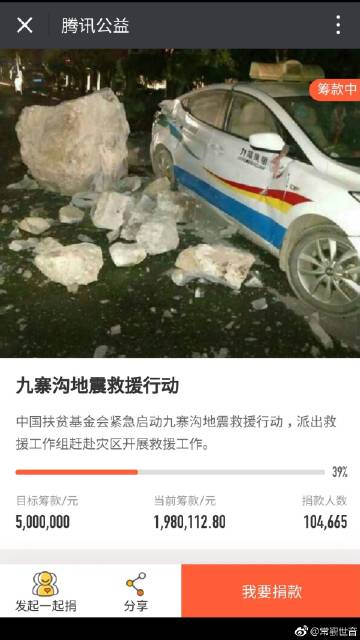 腾讯公益
筹款中
九寨沟地震救援行动
中国扶贫基金会紧急启动九寨沟地震救援行动，派出救
援工作组赶赴灾区开展救援工作。
39%
目标筹款/元 当前筹款/元 捐款人数
5,000,000 1,980,112.80 104,665
发起一起捐 分享 我要捐款
@常观世音